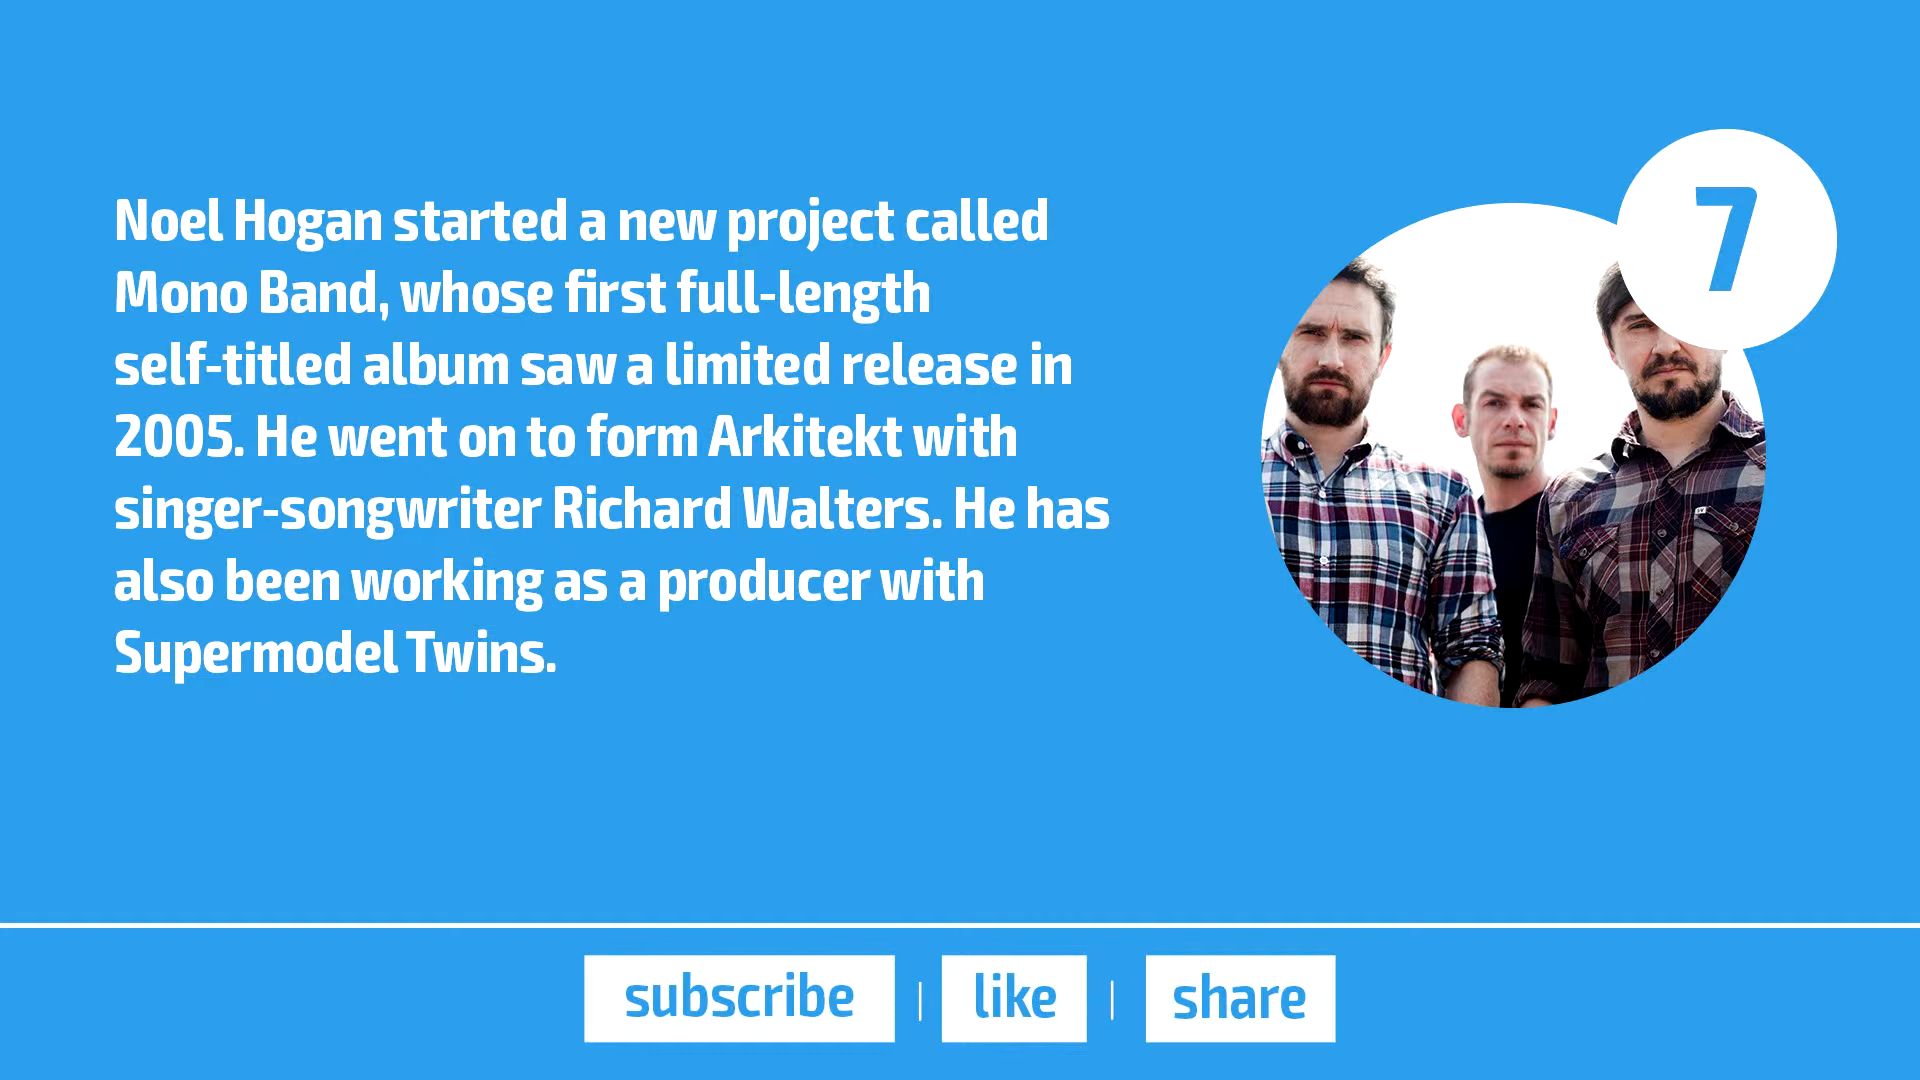 Noel Hogan started a new project called
Mono Band, whose first full-length
self-titled album saw a limited release in
2005. He went on to form Arkitekt with
singer-songwriter Richard Walters. He has
also been working as a producer with
Supermodel Twins.
7
subscribe | like | share